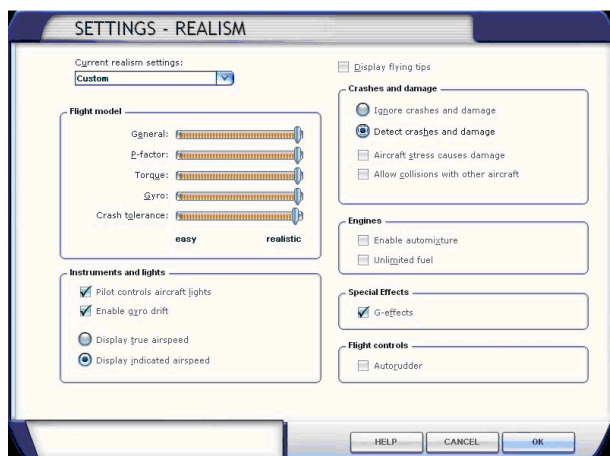 SETTINGS - REALISM
Current realism settings:
Custom
Flight model
General:
P-factor:
Torque:
Gyro:
Crash tolerance:
easy realistic
Instruments and lights
Pilot controls aircraft lights
Enable gyro drift
Display true airspeed
Display indicated airspeed
Display flying tips
Crashes and damage
Ignore crashes and damage
Detect crashes and damage
Aircraft stress causes damage
Allow collisions with other aircraft
Engines
Enable automixture
Unlimited fuel
Special Effects
G-effects
Flight controls
Autorudder
HELP CANCEL OK